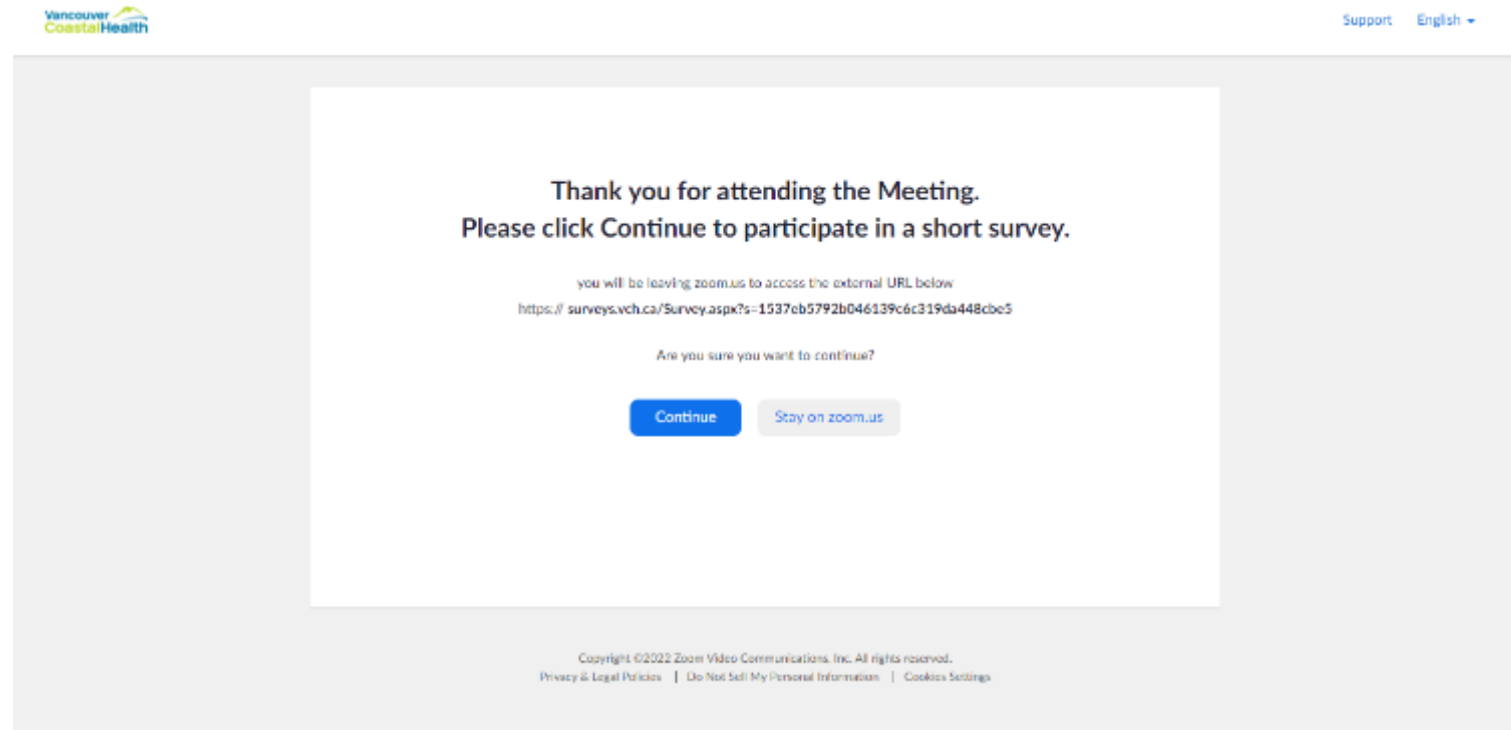 Vancouver
CoastalHealth
Support English
Thank you for attending the Meeting.
Please click Continue to participate in a short survey.
you will be leaving zoom.us to access the external URL below
https:// surveys.vch.ca/Survey.aspx?s=1537eb5792b046139c6c319da448cbe5
Are you sure you want to continue?
Continue Stay on zoom.us
Copyright ©2022 Zoom Video Communications, Inc. All rights reserved.
Privacy & Legal Policies | Do Not Sell My Personal Information | Cookies Settings